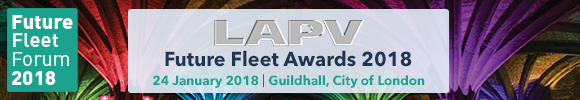 Future
Fleet
Forum
2018
LAPV
Future Fleet Awards 2018
24 January 2018 | Guildhall, City of London